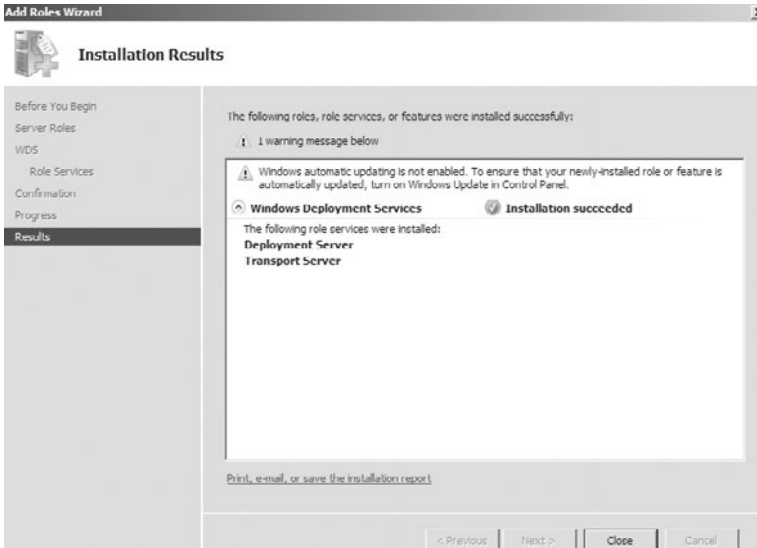 Add Roles Wizard
Installation Results
Before You Begin
Server Roles
WDS
Role Services
Confirmation
Progress
Results
The following roles, role services, or features were installed successfully:
1 warning message below
Windows automatic updating is not enabled. To ensure that your newly-installed role or feature is
automatically updated, turn on Windows Update in Control Panel.
Windows Deployment Services Installation succeeded
The following role services were installed:
Deployment Server
Transport Server
Print, e-mail, or save the installation report
< Previous Next > Close Cancel